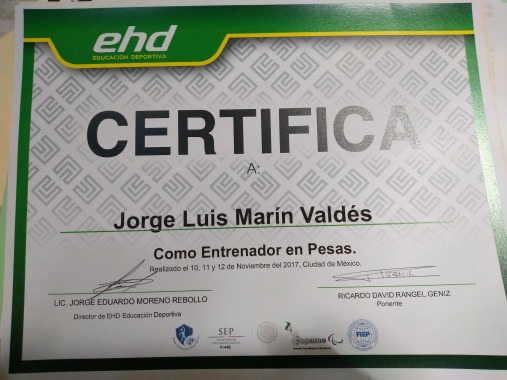 ehd
EDUCACIÓN DEPORTIVA
CERTIFICA
A:
Jorge Luis Marín Valdés
Como Entrenador en Pesas.
Realizado el 10, 11 y 12 de Noviembre del 2017, Ciudad de México.
LIC. JORGE EDUARDO MORENO REBOLLO
Director de EHD Educación Deportiva
RICARDO DAVID RANGEL GENIZ
Ponente
SEP
copame
FIEP